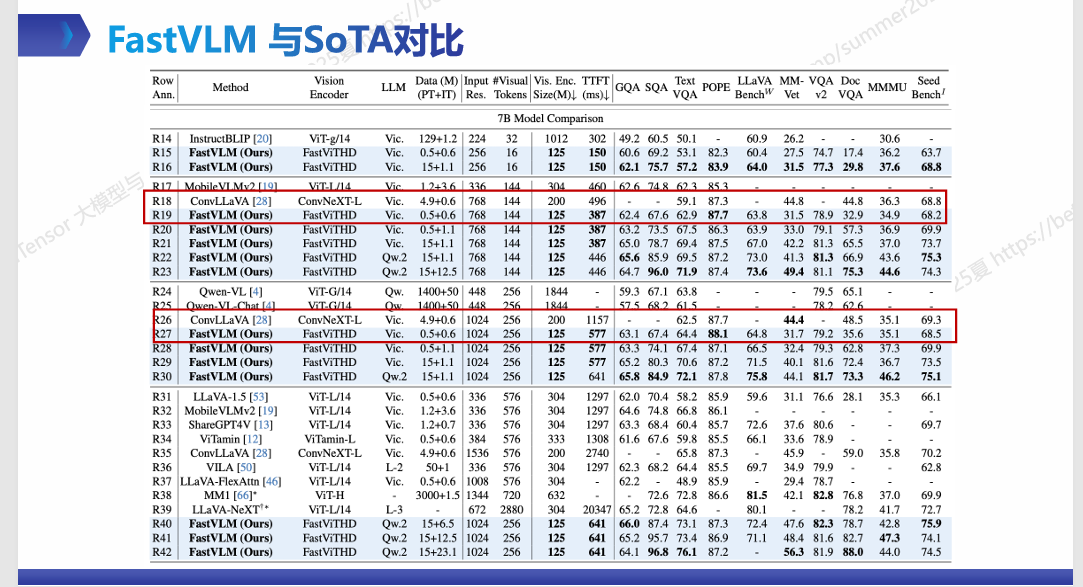 FastVLM 与SoTA对比
Row Ann. Method Vision Encoder LLM Data (M) (PT+IT) Input Res. #Visual Tokens Vis. Enc. Size(M)↓ TTFT (ms)↓ GQA SQA Text VQA POPE LLaVA Bench^W MM-Vet VQA v2 Doc VQA MMMU Seed Bench^I
7B Model Comparison
R14 InstructBLIP [20] ViT-g/14 Vic. 129+1.2 224 32 1012 302 49.2 60.5 50.1 - 60.9 26.2 - - 30.6 -
R15 FastVLM (Ours) FastViTHD Vic. 0.5+0.6 256 16 125 150 60.6 69.2 53.1 82.3 60.4 27.5 74.7 17.4 36.2 63.7
R16 FastVLM (Ours) FastViTHD Vic. 15+1.1 256 16 125 150 62.1 75.7 57.2 83.9 64.0 31.5 77.3 29.8 37.6 68.8
R17 MobileVLMv2 [19] ViT-L/14 Vic. 1.2+3.6 336 144 304 460 62.6 74.8 62.3 85.3 - - - - - -
R18 ConvLLaVA [28] ConvNeXT-L Vic. 4.9+0.6 768 144 200 496 - - 59.1 87.3 - 44.8 - 44.8 36.3 68.8
R19 FastVLM (Ours) FastViTHD Vic. 0.5+0.6 768 144 125 387 62.4 67.6 62.9 87.7 63.8 31.5 78.9 32.9 34.9 68.2
R20 FastVLM (Ours) FastViTHD Vic. 0.5+1.1 768 144 125 387 63.2 73.5 67.5 86.3 63.9 33.0 79.1 57.3 36.9 69.9
R21 FastVLM (Ours) FastViTHD Vic. 15+1.1 768 144 125 387 65.0 78.7 69.4 87.5 67.0 42.2 81.3 65.5 37.0 73.7
R22 FastVLM (Ours) FastViTHD Qw.2 15+1.1 768 144 125 446 65.6 85.9 69.5 87.2 73.0 41.3 81.3 66.9 43.6 75.3
R23 FastVLM (Ours) FastViTHD Qw.2 15+12.5 768 144 125 446 64.7 96.0 71.9 87.4 73.6 49.4 81.1 75.3 44.6 74.3
R24 Qwen-VL [4] ViT-G/14 Qw. 1400+50 448 256 1844 - 59.3 67.1 63.8 - - - 79.5 65.1 - -
R25 Qwen-VL-Chat [4] ViT-G/14 Qw. 1400+50 448 256 1844 - 57.5 68.2 61.5 - - - 78.2 62.6 - -
R26 ConvLLaVA [28] ConvNeXT-L Vic. 4.9+0.6 1024 256 200 1157 - - 62.5 87.7 - 44.4 - 48.5 35.1 69.3
R27 FastVLM (Ours) FastViTHD Vic. 0.5+0.6 1024 256 125 577 63.1 67.4 64.4 88.1 64.8 31.7 79.2 35.6 35.1 68.5
R28 FastVLM (Ours) FastViTHD Vic. 0.5+1.1 1024 256 125 577 63.3 74.1 67.4 87.1 66.5 32.4 79.3 62.8 37.3 69.9
R29 FastVLM (Ours) FastViTHD Vic. 15+1.1 1024 256 125 577 65.2 80.3 70.6 87.2 71.5 40.1 81.6 72.4 36.7 73.5
R30 FastVLM (Ours) FastViTHD Qw.2 15+1.1 1024 256 125 641 65.8 84.9 72.1 87.8 75.8 44.1 81.7 73.3 46.2 75.1
R31 LLaVA-1.5 [53] ViT-L/14 Vic. 0.5+0.6 336 576 304 1297 62.0 70.4 58.2 85.9 59.6 31.1 76.6 28.1 35.3 66.1
R32 MobileVLMv2 [19] ViT-L/14 Vic. 1.2+3.6 336 576 304 1297 64.6 74.8 66.8 86.1 - - - - - -
R33 ShareGPT4V [13] ViT-L/14 Vic. 1.2+0.7 336 576 304 1297 63.3 68.4 60.4 85.7 72.6 37.6 80.6 - - 69.7
R34 ViTamin [12] ViTamin-L Vic. 0.5+0.6 384 576 333 1308 61.6 67.6 59.8 85.5 66.1 33.6 78.9 - - -
R35 ConvLLaVA [28] ConvNeXT-L Vic. 4.9+0.6 1536 576 200 2740 - - 65.8 87.3 - 45.9 - 59.0 35.8 70.2
R36 VILA [50] ViT-L/14 L-2 50+1 336 576 304 1297 62.3 68.2 64.4 85.5 69.7 34.9 79.9 - - 62.8
R37 LLaVA-FlexAttn [46] ViT-L/14 Vic. 0.5+0.6 1008 576 304 - 62.2 - 48.9 85.9 - 29.4 78.7 - - -
R38 MM1 [66]* ViT-H - 3000+1.5 1344 720 632 - - 72.6 72.8 86.6 81.5 42.1 82.8 76.8 37.0 69.9
R39 LLaVA-NeXT†* ViT-L/14 L-3 - 672 2880 304 20347 - 72.8 64.6 - 80.1 - - 78.2 41.7 72.7
R40 FastVLM (Ours) FastViTHD Qw.2 15+6.5 1024 256 125 641 66.0 87.4 73.1 87.3 72.4 47.6 82.3 78.7 42.8 75.9
R41 FastVLM (Ours) FastViTHD Qw.2 15+12.5 1024 256 125 641 65.2 95.7 73.4 86.9 71.1 48.4 81.6 82.7 47.3 74.1
R42 FastVLM (Ours) FastViTHD Qw.2 15+23.1 1024 256 125 641 64.1 96.8 76.1 87.2 - 56.3 81.9 88.0 44.0 74.5